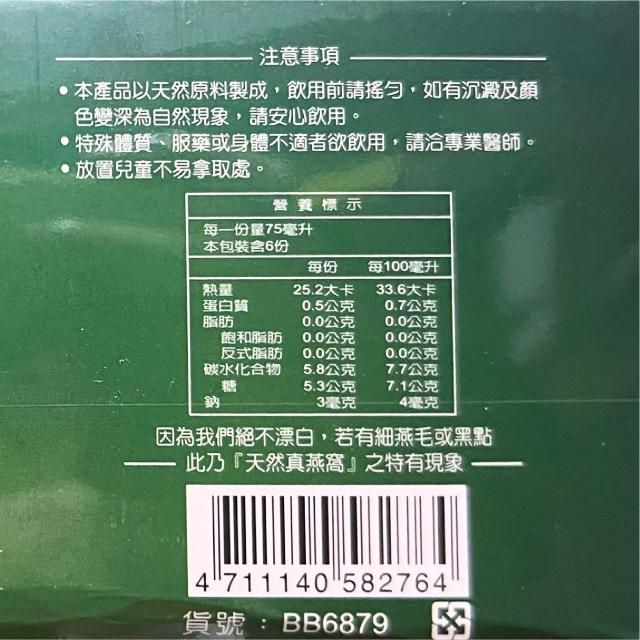 注意事項
• 本產品以天然原料製成，飲用前請搖勻，如有沉澱及顏
色變深為自然現象，請安心飲用。
• 特殊體質、服藥或身體不適者欲飲用，請洽專業醫師。
• 放置兒童不易拿取處。
營養標示
每一份量75毫升
本包裝含6份
每份 每100毫升
熱量 25.2大卡 33.6大卡
蛋白質 0.5公克 0.7公克
脂肪 0.0公克 0.0公克
飽和脂肪 0.0公克 0.0公克
反式脂肪 0.0公克 0.0公克
碳水化合物 5.8公克 7.7公克
糖 5.3公克 7.1公克
鈉 3毫克 4毫克
因為我們絕不漂白，若有細燕毛或黑點
此乃『天然真燕窩』之特有現象
4 711140 582764
貨號：BB6879